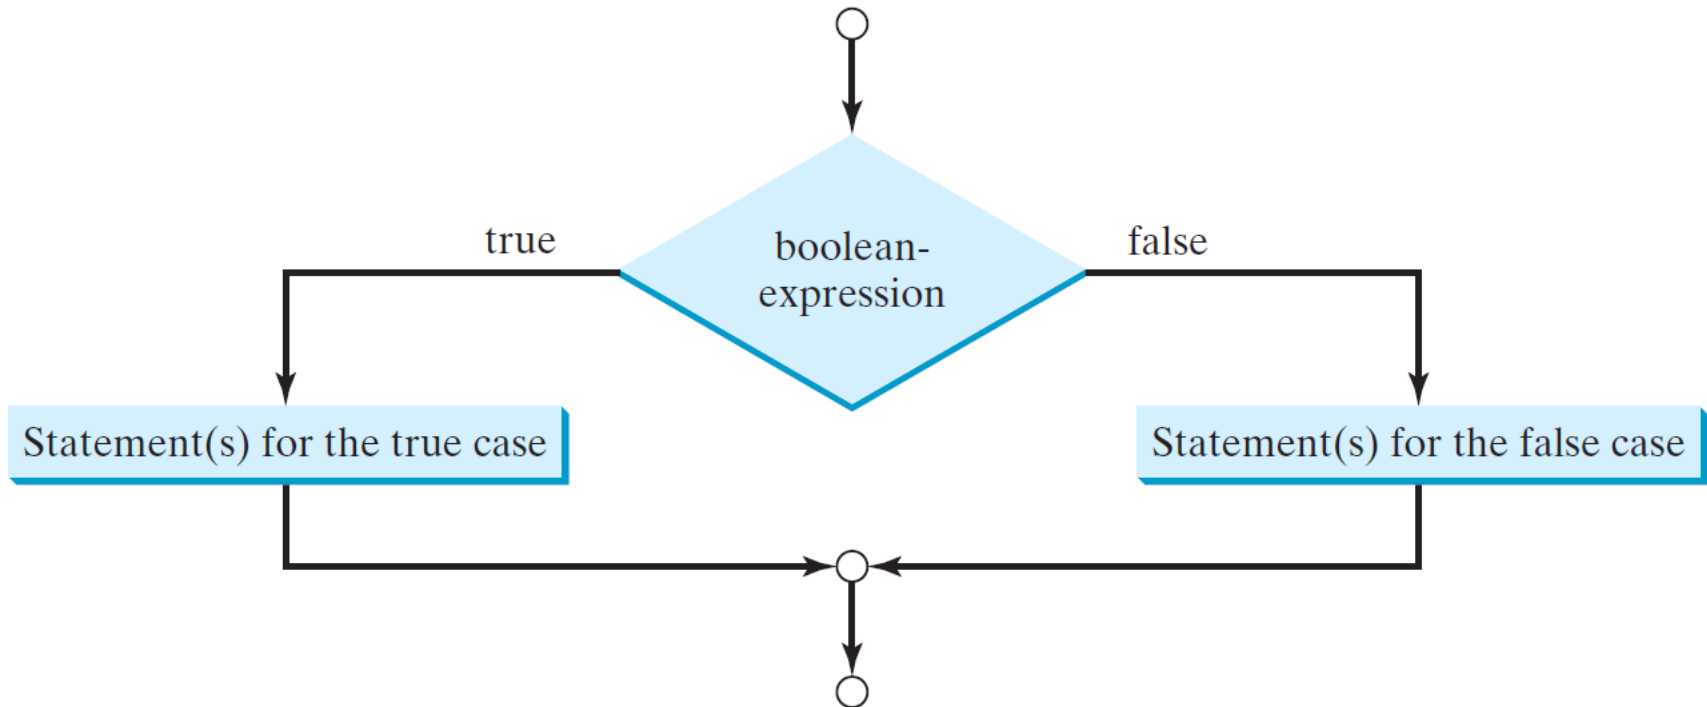 true
boolean-
expression
false
Statement(s) for the true case
Statement(s) for the false case